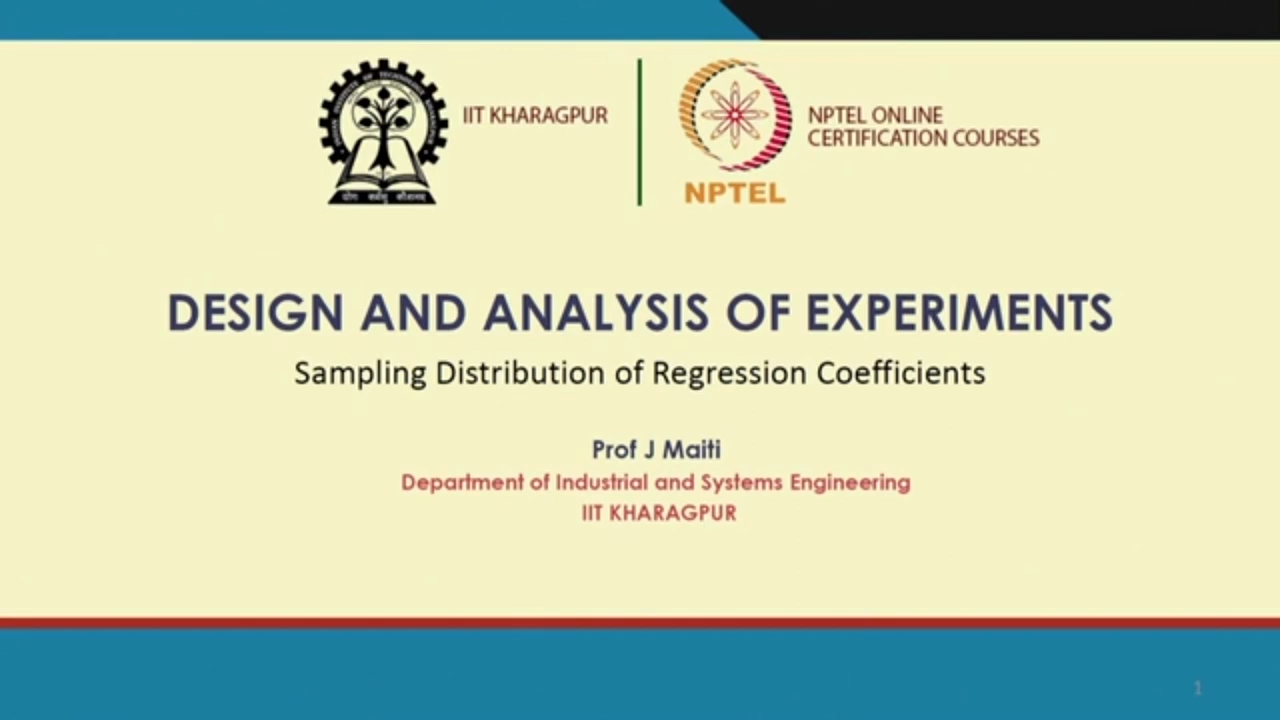 IIT KHARAGPUR
NPTEL ONLINE
CERTIFICATION COURSES
NPTEL
DESIGN AND ANALYSIS OF EXPERIMENTS
Sampling Distribution of Regression Coefficients
Prof J Maiti
Department of Industrial and Systems Engineering
IIT KHARAGPUR
1